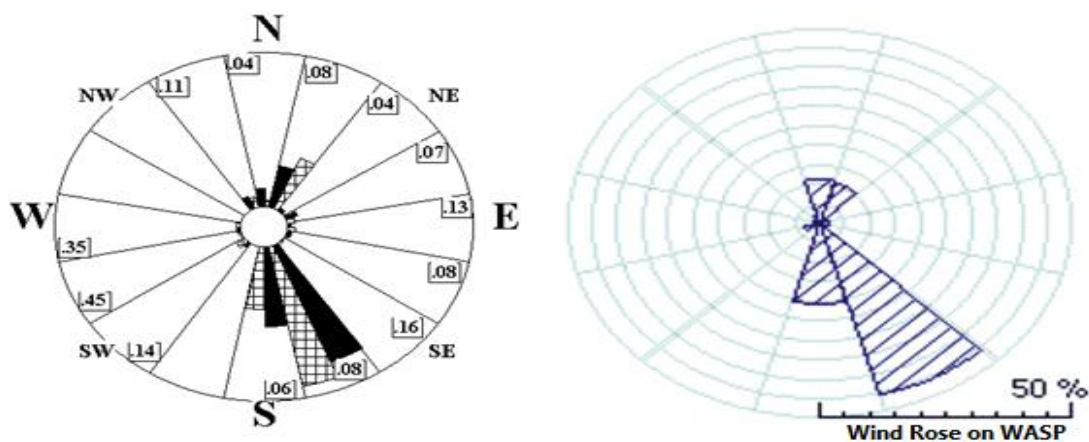 N
.04
.08
.11
.04
NW
NE
.07
W
.13
E
.35
.08
.45
.16
SW
.14
SE
.06
.08
S
50 %
Wind Rose on WASP